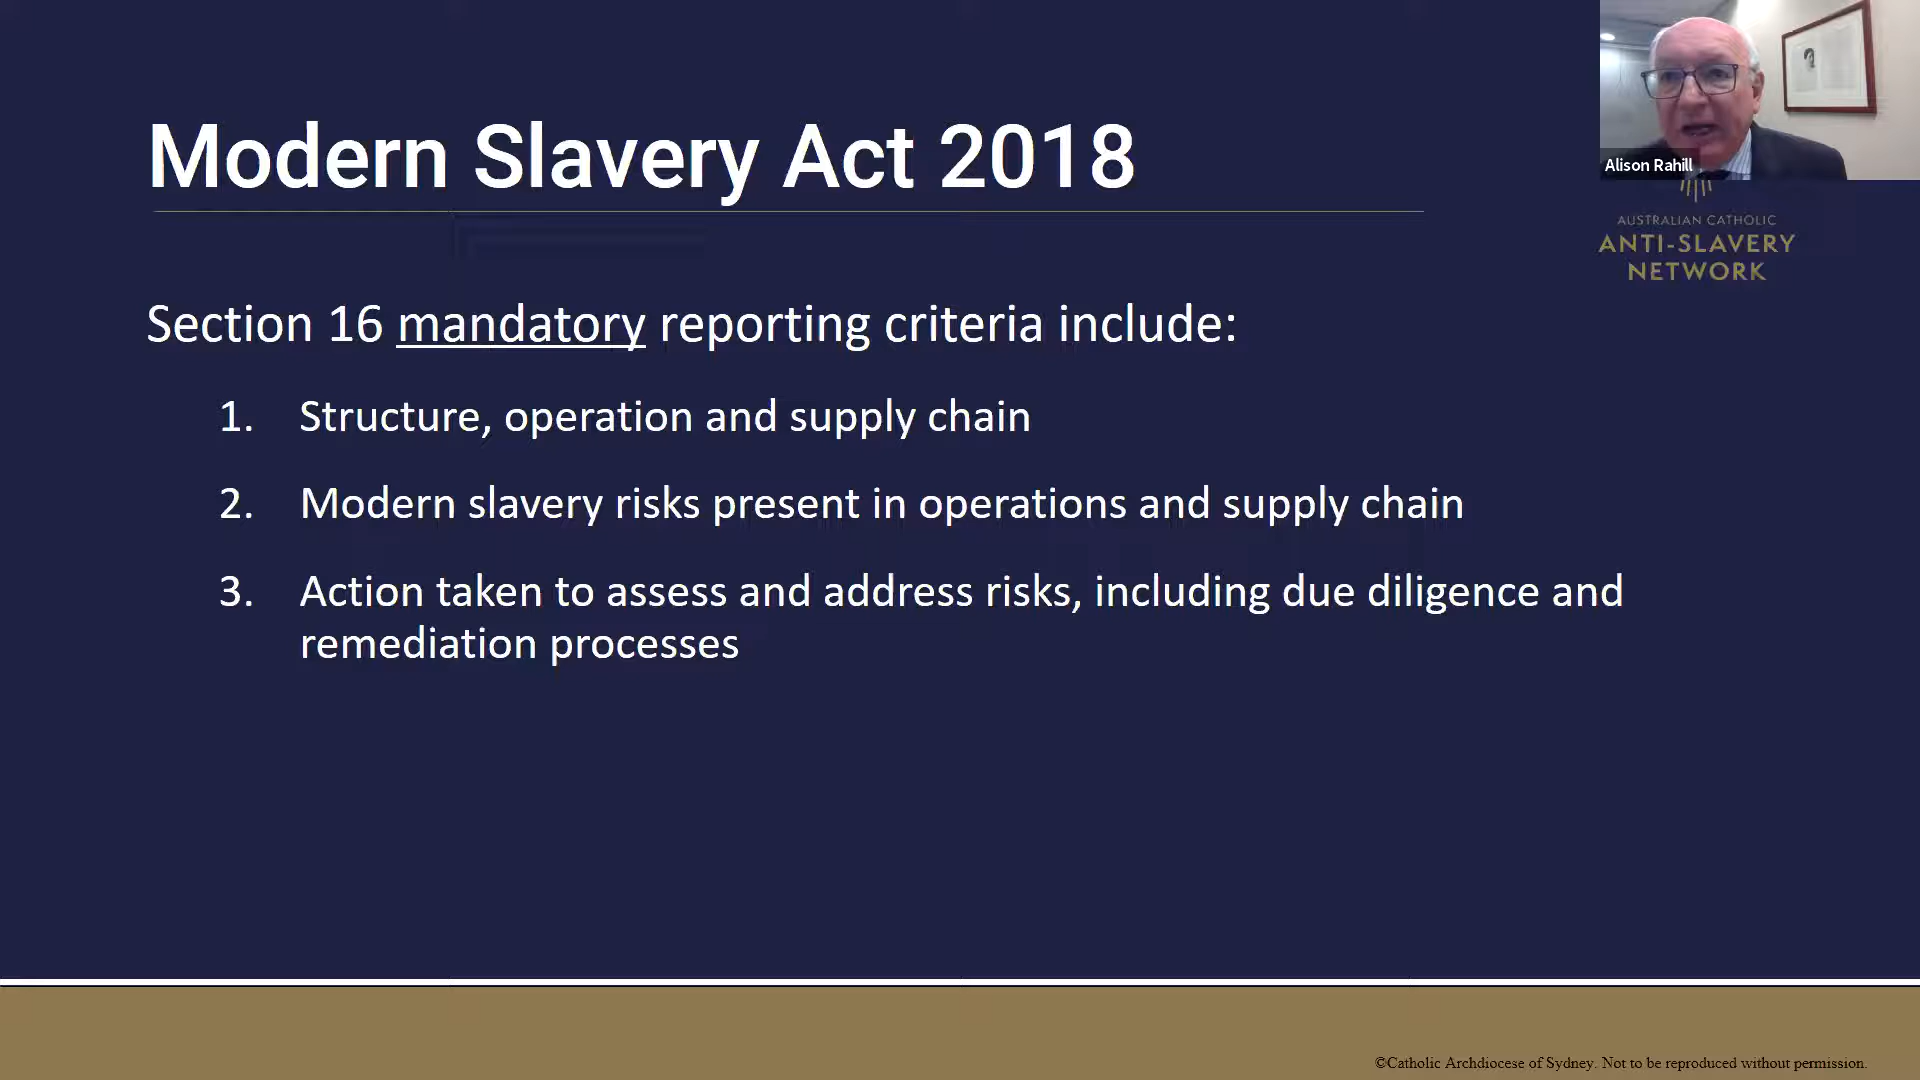 Modern Slavery Act 2018
Alison Rahill
AUSTRALIAN CATHOLIC
ANTI-SLAVERY
NETWORK
Section 16 mandatory reporting criteria include:
1. Structure, operation and supply chain
2. Modern slavery risks present in operations and supply chain
3. Action taken to assess and address risks, including due diligence and
remediation processes
©Catholic Archdiocese of Sydney. Not to be reproduced without permission.